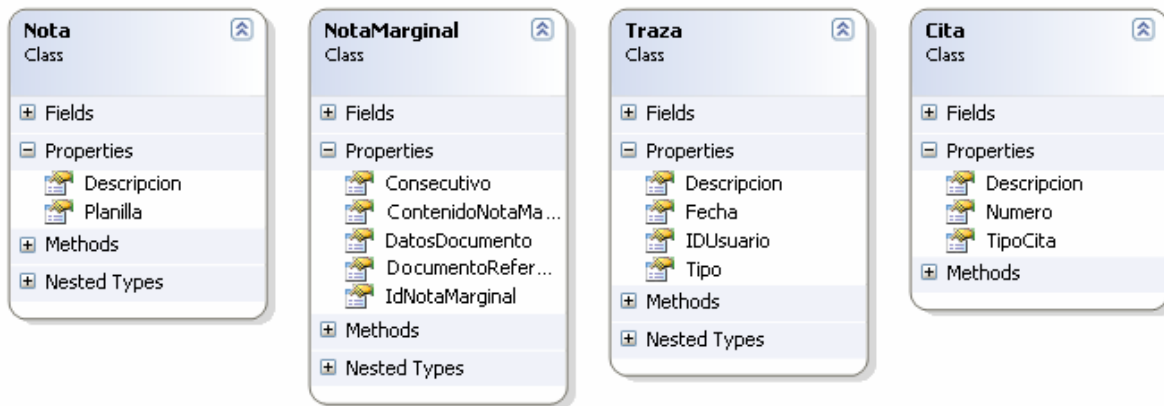 Nota
Class
Fields
Properties
Descripcion
Planilla
Methods
Nested Types
NotaMarginal
Class
Fields
Properties
Consecutivo
ContenidoNotaMa...
DatosDocumento
DocumentoRefer...
IdNotaMarginal
Methods
Nested Types
Traza
Class
Fields
Properties
Descripcion
Fecha
IDUsuario
Tipo
Methods
Nested Types
Cita
Class
Fields
Properties
Descripcion
Numero
TipoCita
Methods